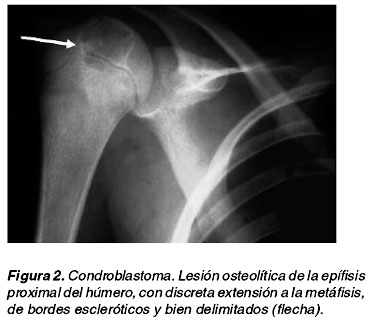 Figura 2. Condroblastoma. Lesión osteolítica de la epífisis
proximal del húmero, con discreta extensión a la metáfisis,
de bordes escleróticos y bien delimitados (flecha).